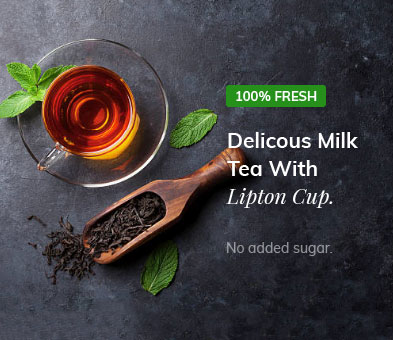 100% FRESH
Delicous Milk
Tea With
Lipton Cup.
No added sugar.